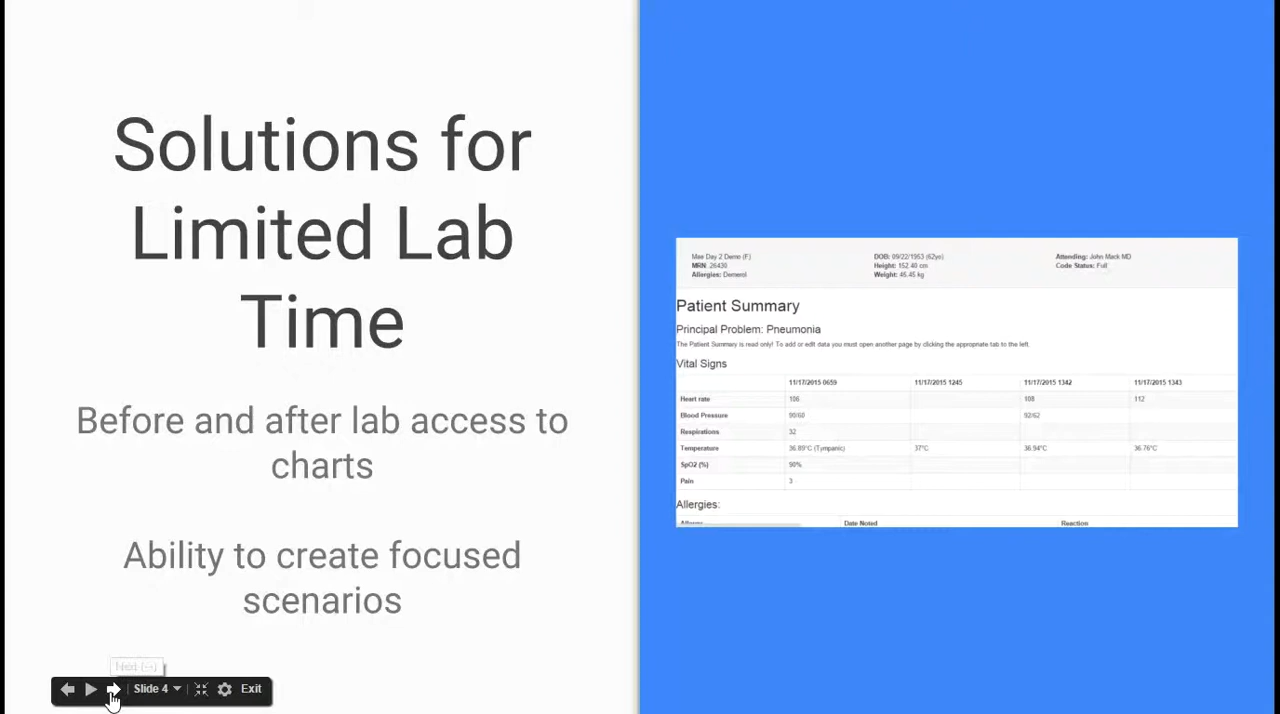 Solutions for
Limited Lab
Time
Before and after lab access to
charts
Ability to create focused
scenarios
Next (→)
Slide 4
Exit
Mae Day 2 Demo (F)
MRN: 26430
Allergies: Demerol
DOB: 09/22/1953 (62yo)
Height: 152.40 cm
Weight: 45.45 kg
Attending: John Mack MD
Code Status: Full
Patient Summary
Principal Problem: Pneumonia
The Patient Summary is read only! To add or edit data you must open another page by clicking the appropriate tab to the left.
Vital Signs
11/17/2015 0659 11/17/2015 1245 11/17/2015 1342 11/17/2015 1343
Heart rate 106 108 112
Blood Pressure 90/60 92/62
Respirations 32
Temperature 36.89°C (Tympanic) 37°C 36.94°C 36.76°C
SpO2 (%) 90%
Pain 3
Allergies:
Allergy Date Noted Reaction